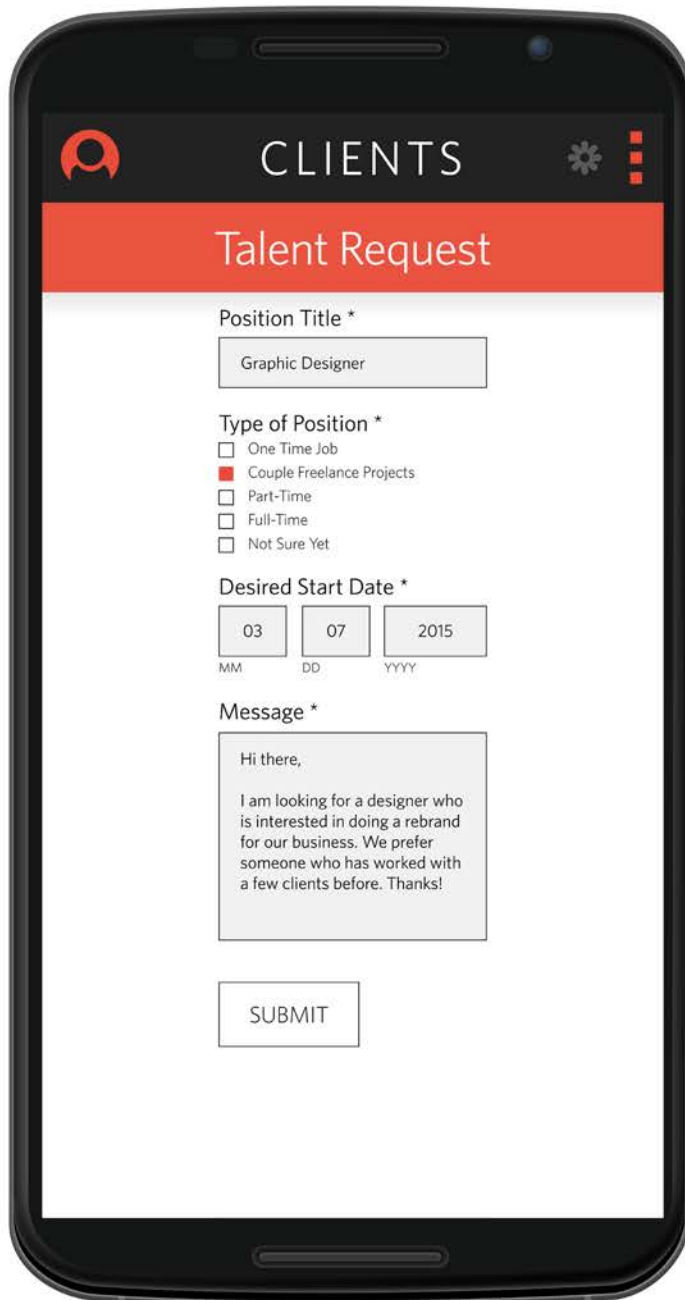 CLIENTS
Talent Request
Position Title *
Graphic Designer
Type of Position *
One Time Job
Couple Freelance Projects
Part-Time
Full-Time
Not Sure Yet
Desired Start Date *
03 07 2015
MM DD YYYY
Message *
Hi there,
I am looking for a designer who
is interested in doing a rebrand
for our business. We prefer
someone who has worked with
a few clients before. Thanks!
SUBMIT